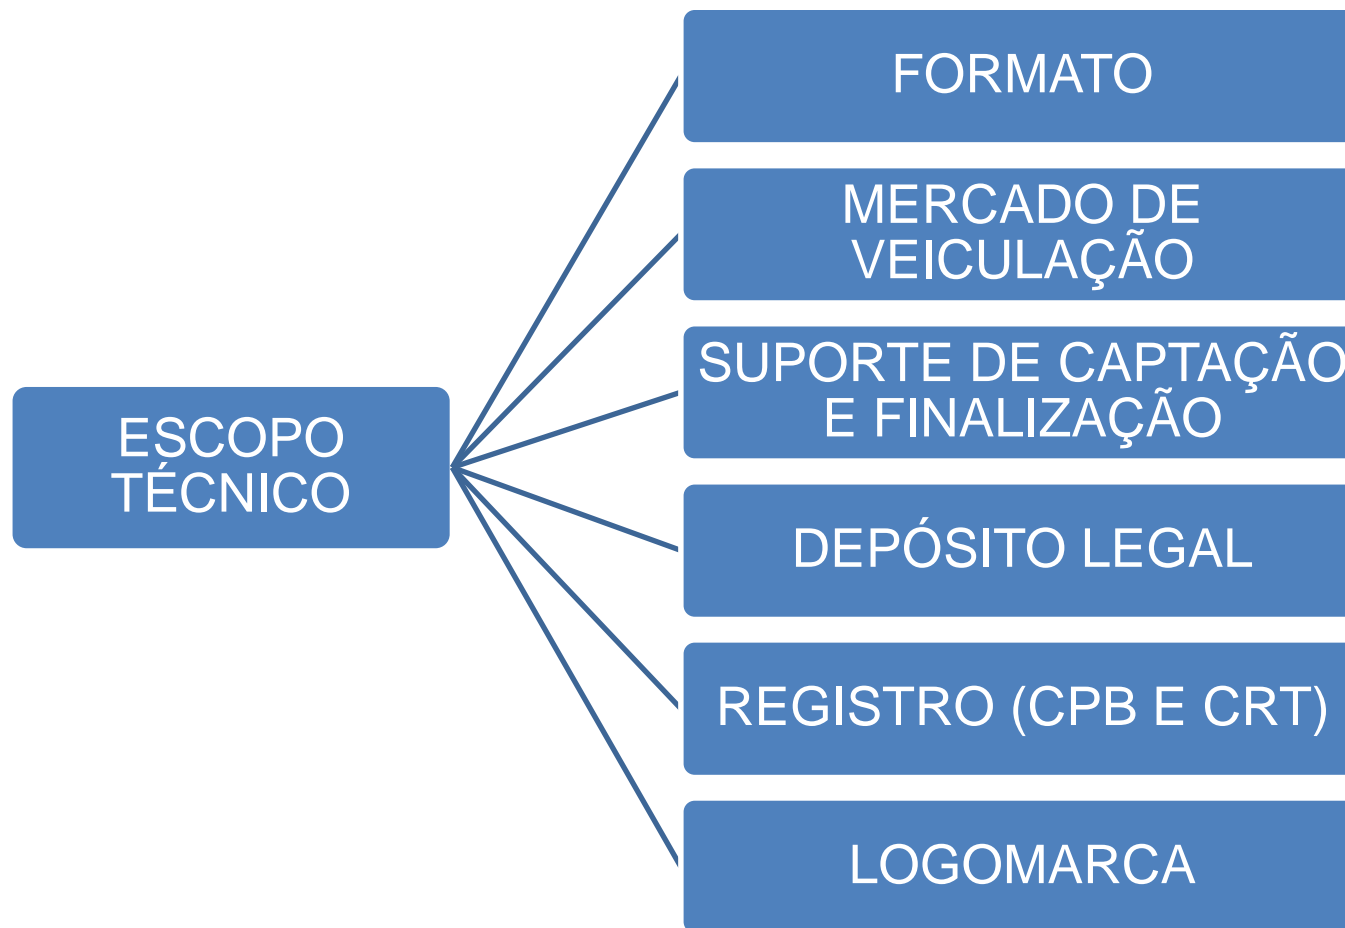 ESCOPO
TÉCNICO
FORMATO
MERCADO DE
VEICULAÇÃO
SUPORTE DE CAPTAÇÃO
E FINALIZAÇÃO
DEPÓSITO LEGAL
REGISTRO (CPB E CRT)
LOGOMARCA